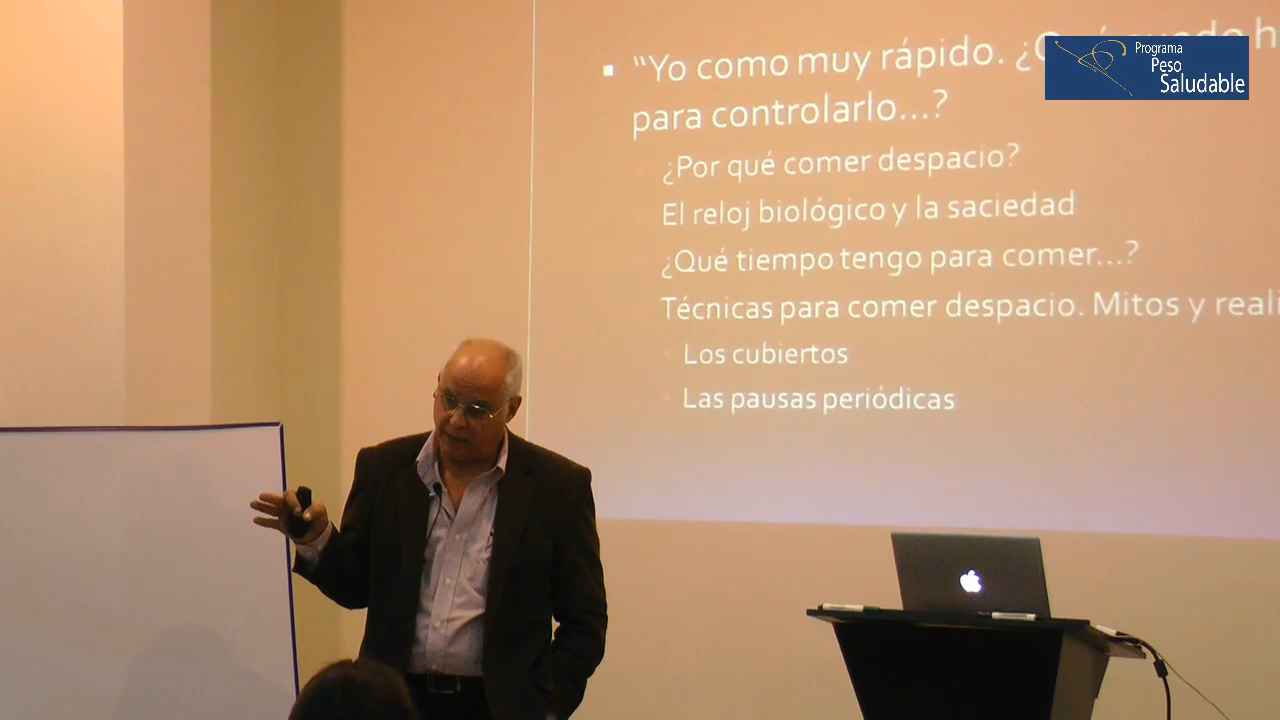 ▪ “Yo como muy rápido.
para controlarlo...?
¿Por qué comer despacio?
El reloj biológico y la saciedad
¿Qué tiempo tengo para comer...?
Técnicas para comer despacio. Mitos y
Los cubiertos
Las pausas periódicas
Programa
Peso
Saludable